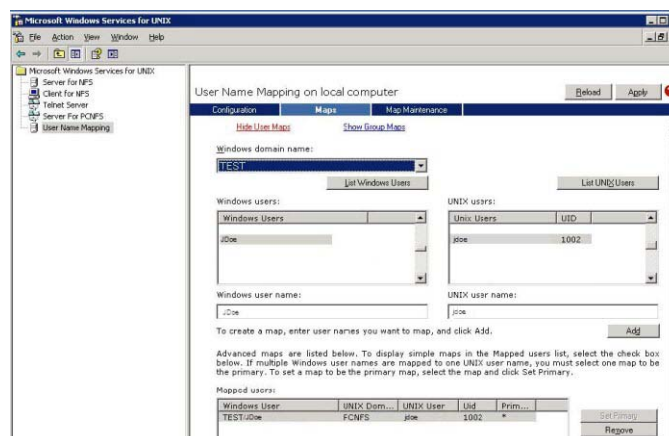 Microsoft Windows Services for UNIX
File Action View Window Help
Microsoft Windows Services for UNIX
Server for NFS
Client for NFS
Telnet Server
Server For PCNFS
User Name Mapping
User Name Mapping on local computer
Reload Apply
Configuration Maps Map Maintenance
Hide User Maps Show Group Maps
Windows domain name:
TEST
List Windows Users List UNIX Users
Windows users: UNIX users:
Windows Users Unix Users UID
JDoe jdoe 1002
Windows user name: UNIX user name:
JDoe jdoe
To create a map, enter user names you want to map, and click Add. Add
Advanced maps are listed below. To display simple maps in the Mapped users list, select the check box
below. If multiple Windows user names are mapped to one UNIX user name, you must select one map to be
the primary. To set a map to be the primary map, select the map and click Set Primary.
Mapped users:
Windows User UNIX Dom... UNIX User Uid Prim...
TEST\JDoe PCNFS jdoe 1002 *
Set Primary
Remove